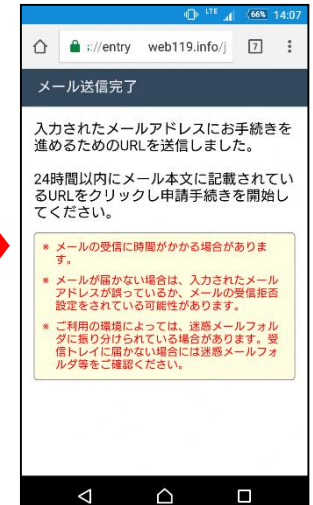 LTE 66% 14:07
://entry web119.info/j 7
メール送信完了
入力されたメールアドレスにお手続きを
進めるためのURLを送信しました。
24時間以内にメール本文に記載されてい
るURLをクリックし申請手続きを開始し
てください。
※ メールの受信に時間がかかる場合がありま
す。
※ メールが届かない場合は、入力されたメール
アドレスが誤っているか、メールの受信拒否
設定をされている可能性があります。
※ ご利用の環境によっては、迷惑メールフォル
ダに振り分けられている場合があります。受
信トレイに届かない場合には迷惑メールフォ
ルダ等をご確認ください。